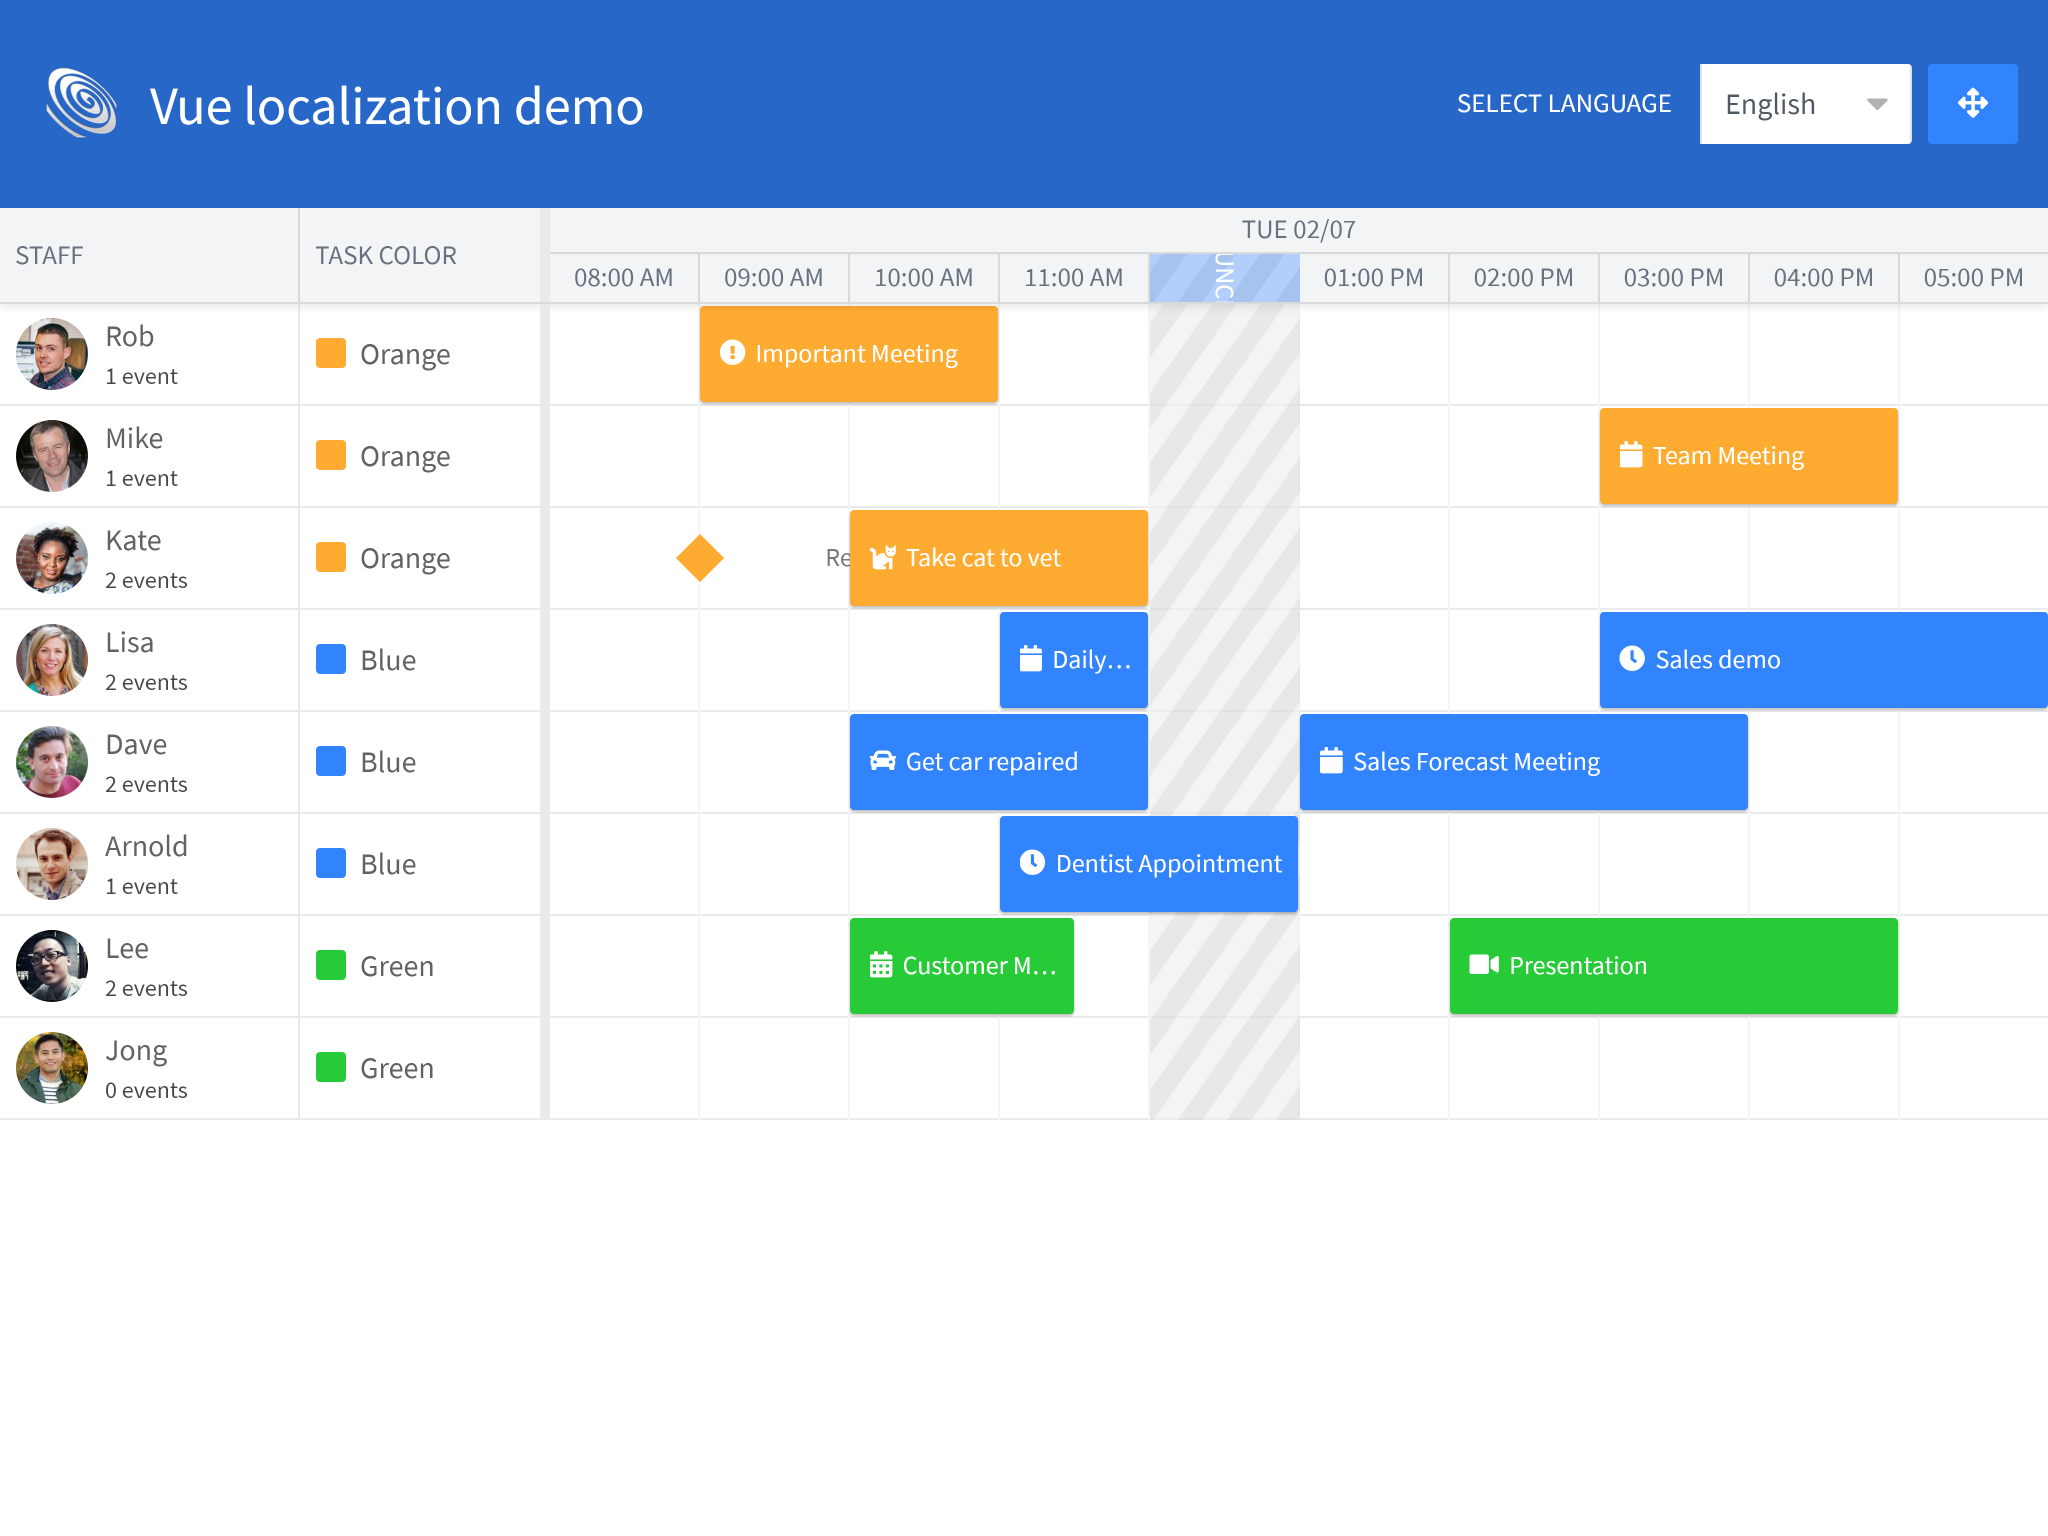 Vue localization demo
SELECT LANGUAGE
English
STAFF
TASK COLOR
TUE 02/07
08:00 AM
09:00 AM
10:00 AM
11:00 AM
01:00 PM
02:00 PM
03:00 PM
04:00 PM
05:00 PM
Rob
1 event
Orange
Important Meeting
Mike
1 event
Orange
Team Meeting
Kate
2 events
Orange
Take cat to vet
Lisa
2 events
Blue
Daily…
Sales demo
Dave
2 events
Blue
Get car repaired
Sales Forecast Meeting
Arnold
1 event
Blue
Dentist Appointment
Lee
2 events
Green
Customer M…
Presentation
Jong
0 events
Green